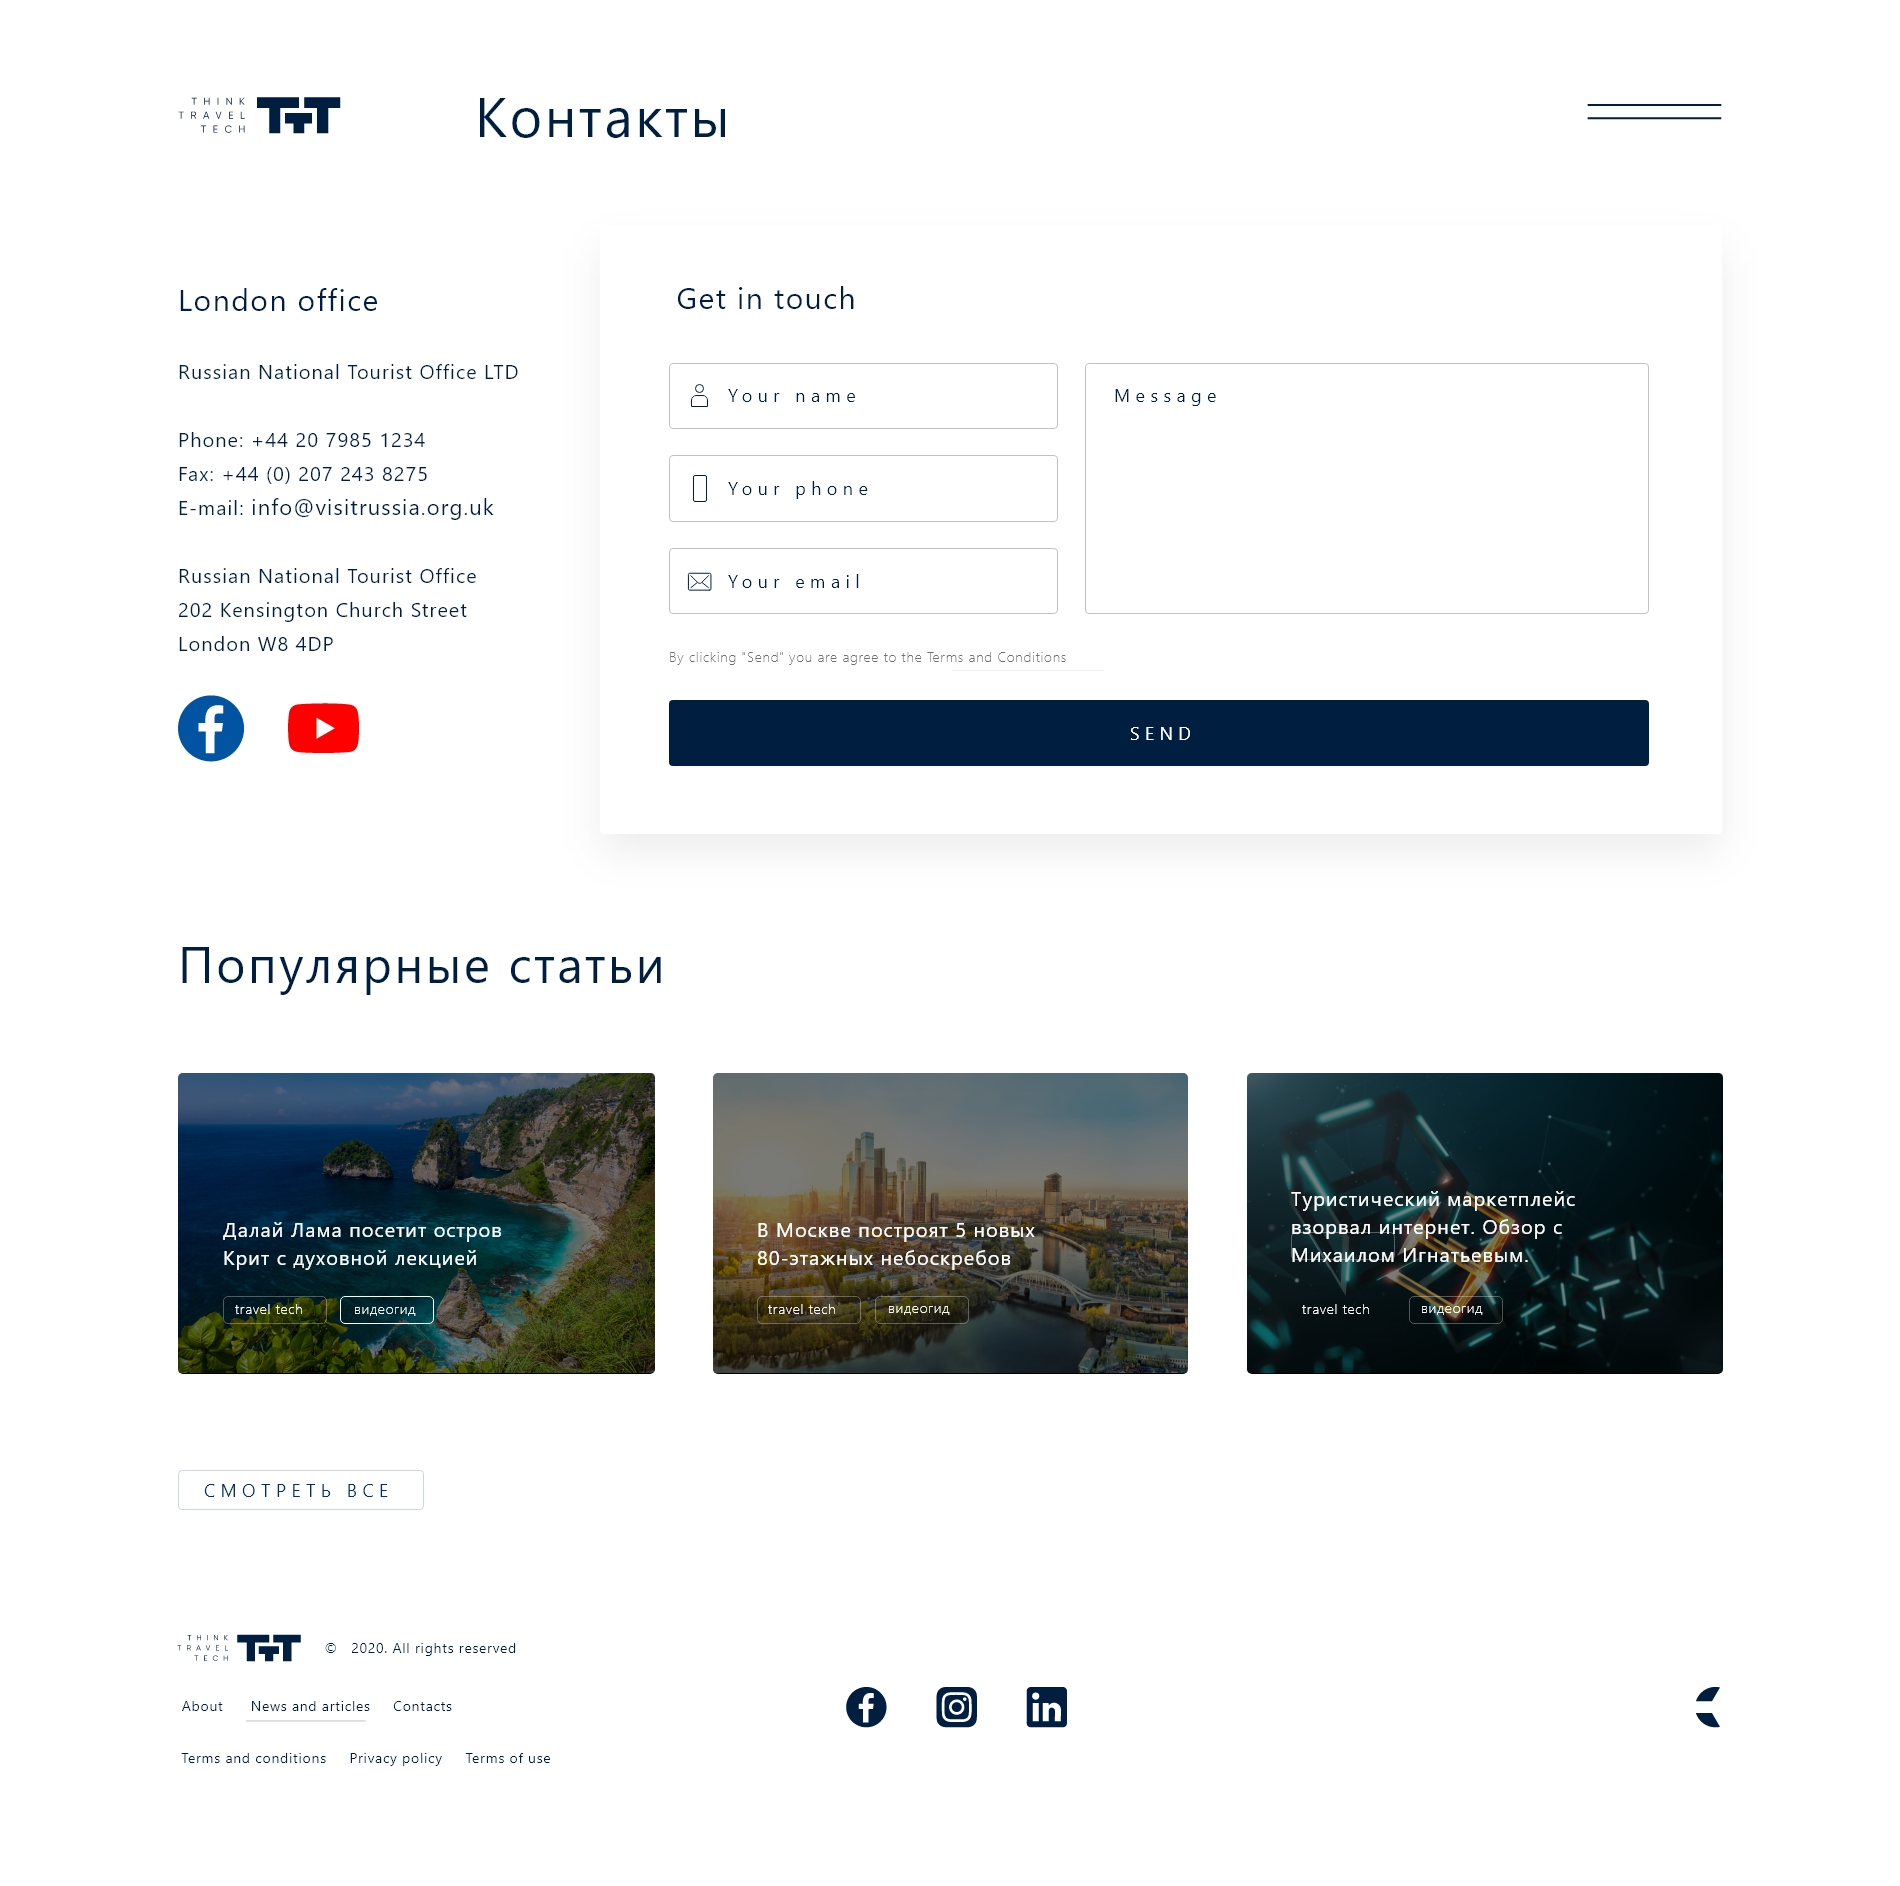 THINK
TRAVEL
TECH
TTT
Контакты
London office
Russian National Tourist Office LTD
Phone: +44 20 7985 1234
Fax: +44 (0) 207 243 8275
E-mail: info@visitrussia.org.uk
Russian National Tourist Office
202 Kensington Church Street
London W8 4DP
Get in touch
Your name
Your phone
Your email
Message
By clicking "Send" you are agree to the Terms and Conditions
SEND
Популярные статьи
Далай Лама посетит остров
Крит с духовной лекцией
travel tech видеогид
В Москве построят 5 новых
80-этажных небоскребов
travel tech видеогид
Туристический маркетплейс
взорвал интернет. Обзор с
Михаилом Игнатьевым.
travel tech видеогид
СМОТРЕТЬ ВСЕ
THINK
TRAVEL
TECH
TTT
© 2020. All rights reserved
About News and articles Contacts
Terms and conditions Privacy policy Terms of use